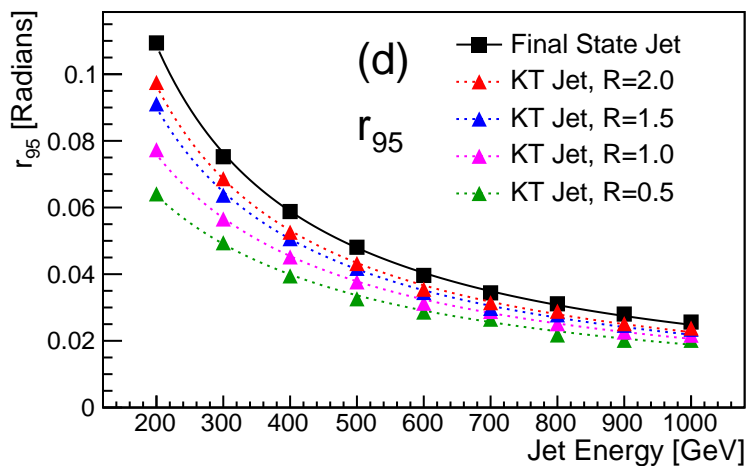 r95 [Radians]
0.1
0.08
0.06
0.04
0.02
0
(d)
r95
Final State Jet
KT Jet, R=2.0
KT Jet, R=1.5
KT Jet, R=1.0
KT Jet, R=0.5
200 300 400 500 600 700 800 900 1000
Jet Energy [GeV]